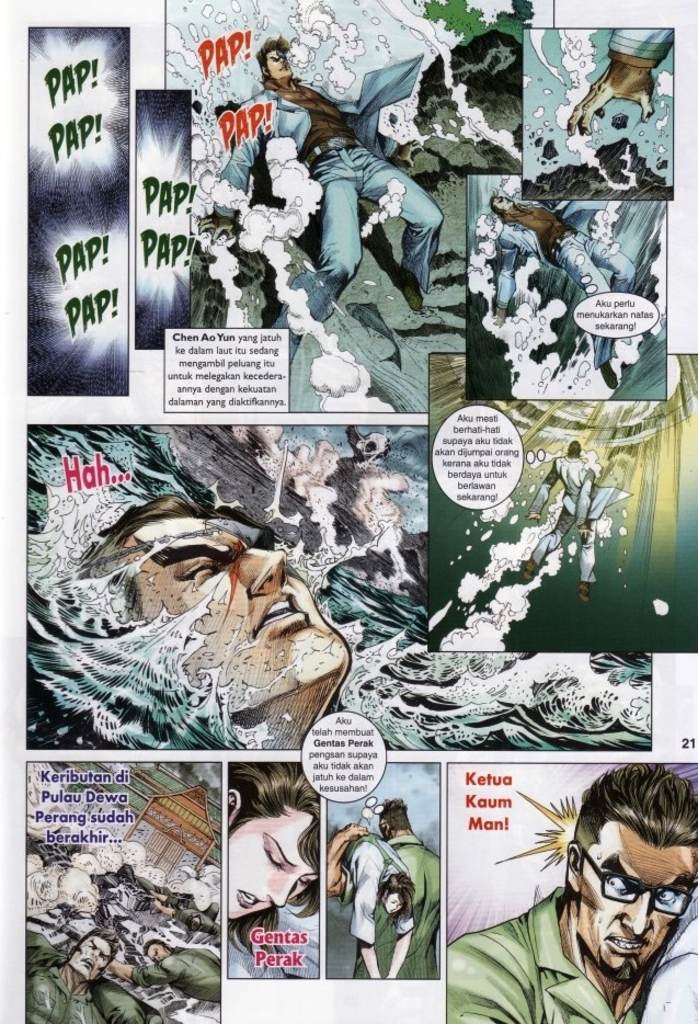 PAP!
PAP!
PAP!
PAP!
PAP!
PAP!
PAP!
PAP!
Chen Ao Yun yang jatuh
ke dalam laut itu sedang
mengambil peluang itu
untuk melegakan kecedera-
annya dengan kekuatan
dalaman yang diaktifkannya.
Aku perlu
menukarkan nafas
sekarang!
Aku mesti
berhati-hati
supaya aku tidak
akan dijumpai orang
kerana aku tidak
berdaya untuk
berlawan
sekarang!
Hah...
21
Keributan di
Pulau Dewa
Perang sudah
berakhir...
Aku
telah membuat
Gentas Perak
pengsan supaya
aku tidak akan
jatuh ke dalam
kesusahan!
Gentas
Perak
Ketua
Kaum
Man!